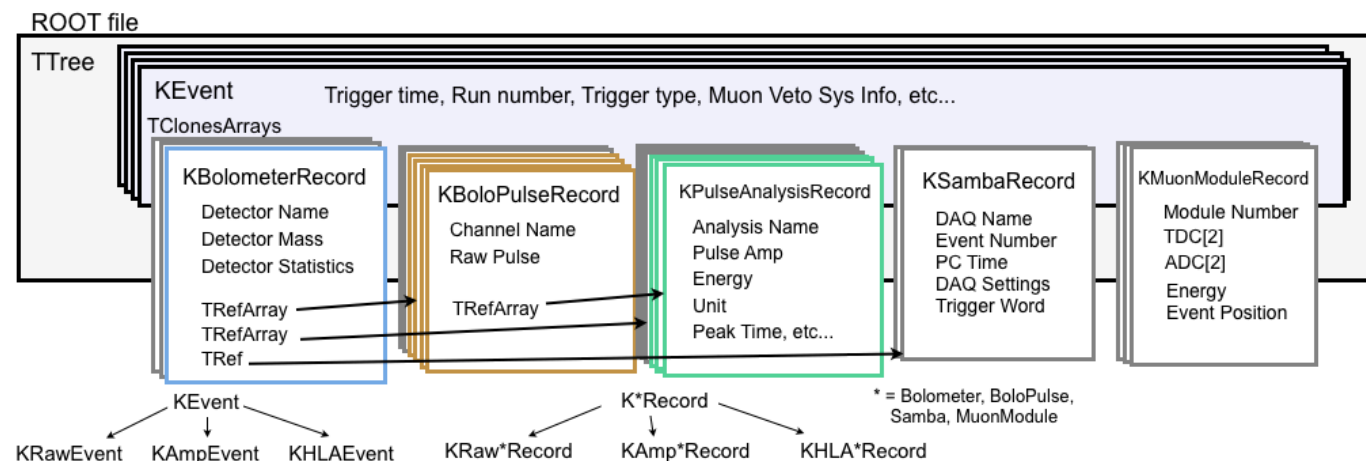 ROOT file
TTree
KEvent
Trigger time, Run number, Trigger type, Muon Veto Sys Info, etc...
TClonesArrays
KBolometerRecord
Detector Name
Detector Mass
Detector Statistics
TRefArray
TRefArray
TRef
KBoloPulseRecord
Channel Name
Raw Pulse
TRefArray
KPulseAnalysisRecord
Analysis Name
Pulse Amp
Energy
Unit
Peak Time, etc...
KSambaRecord
DAQ Name
Event Number
PC Time
DAQ Settings
Trigger Word
KMuonModuleRecord
Module Number
TDC[2]
ADC[2]
Energy
Event Position
KEvent
KRawEvent KAmpEvent KHLAEvent
K*Record
KRaw*Record KAmp*Record KHLA*Record
* = Bolometer, BoloPulse,
Samba, MuonModule